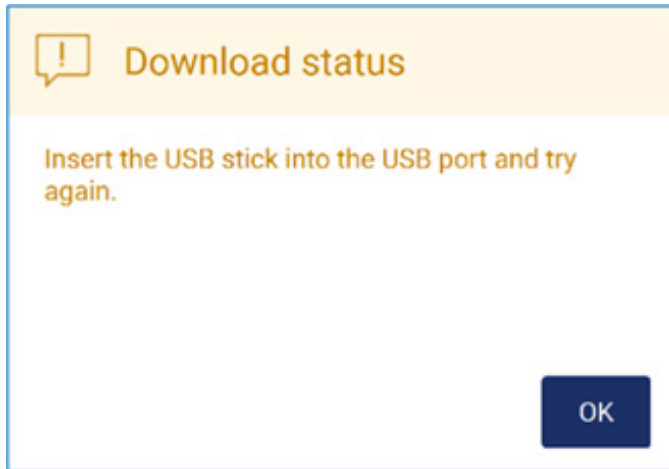 !
Download status
Insert the USB stick into the USB port and try
again.
OK